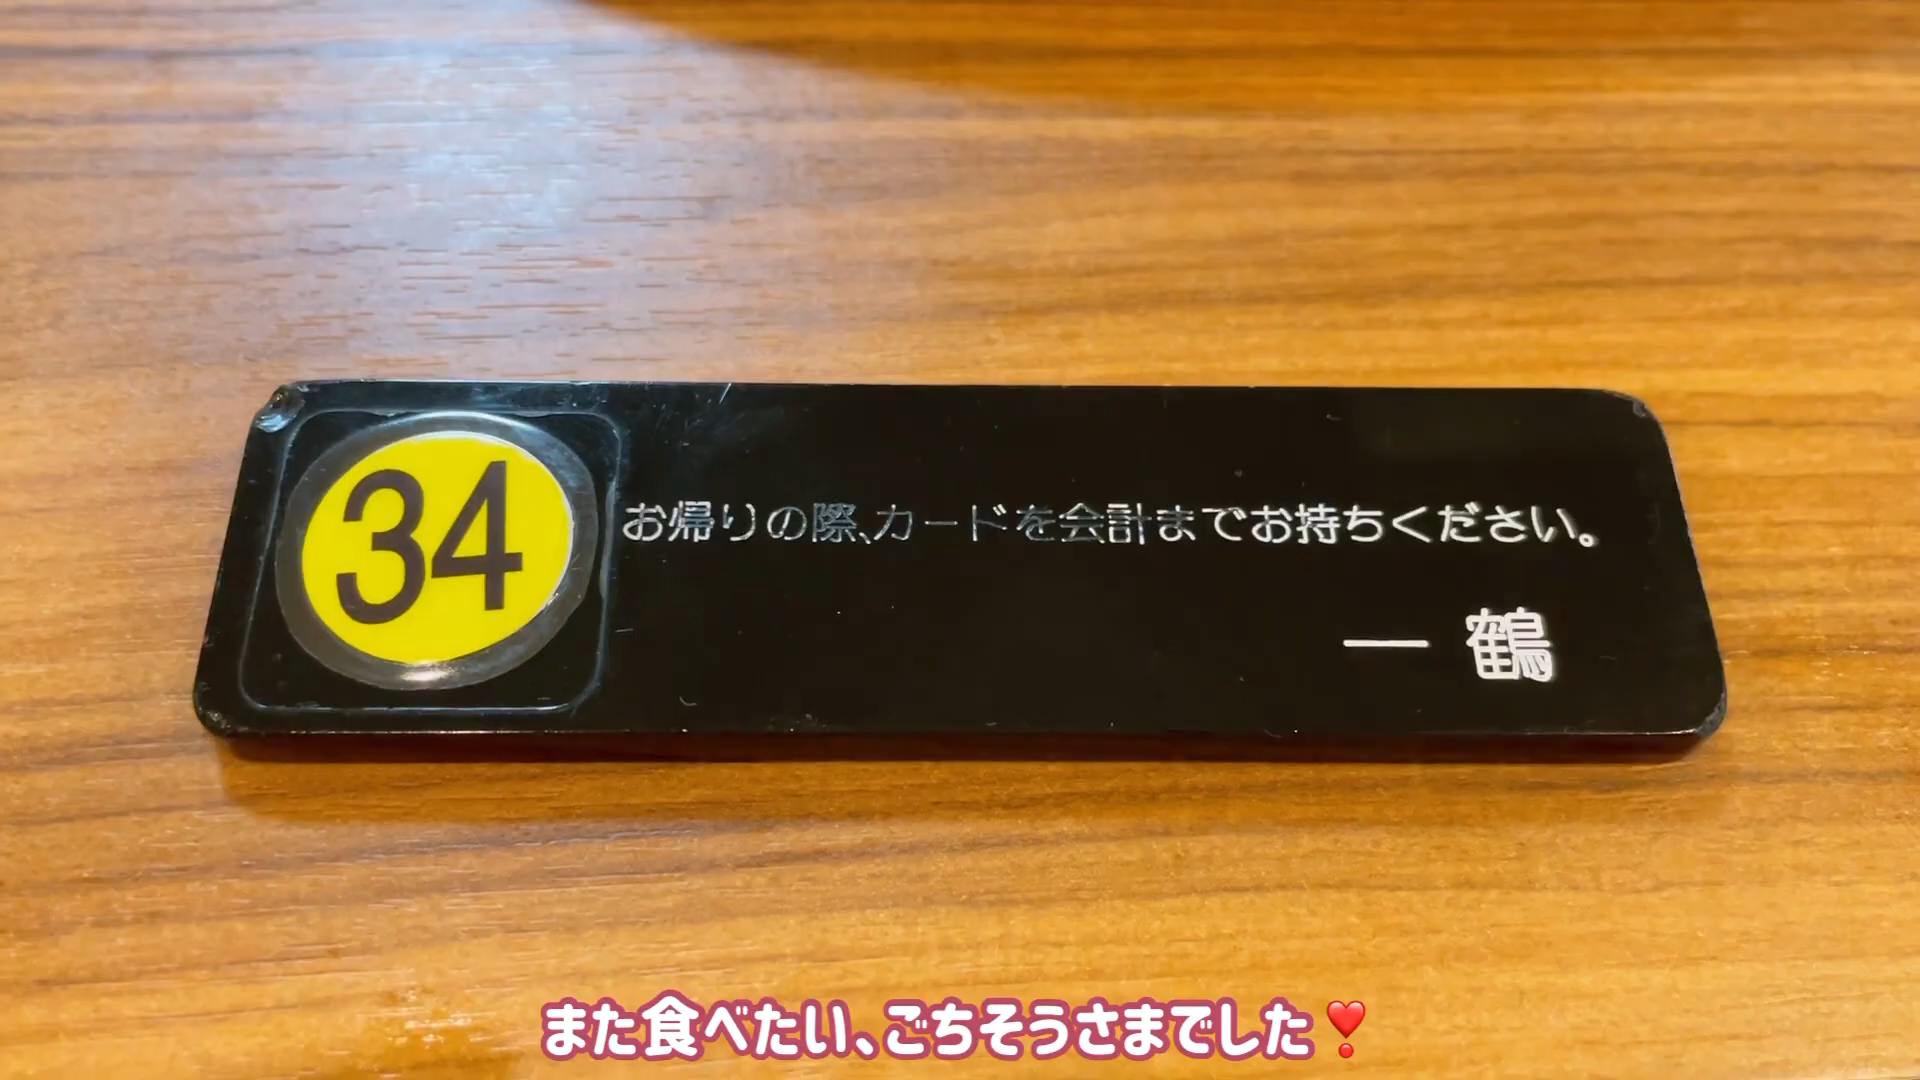 34
お帰りの際、カードを会計までお持ちください。
一鶴
また食べたい、ごちそうさまでした❣️